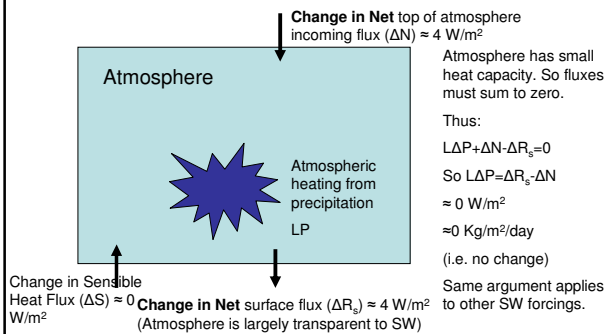 Change in Net top of atmosphere
incoming flux (ΔN) ≈ 4 W/m²
Atmosphere
Atmosphere has small
heat capacity. So fluxes
must sum to zero.
Thus:
LΔP+ΔN-ΔRₛ=0
So LΔP=ΔRₛ-ΔN
≈ 0 W/m²
≈0 Kg/m²/day
(i.e. no change)
Same argument applies
to other SW forcings.
Atmospheric
heating from
precipitation
LP
Change in Sensible
Heat Flux (ΔS) ≈ 0
W/m²
Change in Net surface flux (ΔRₛ) ≈ 4 W/m²
(Atmosphere is largely transparent to SW)